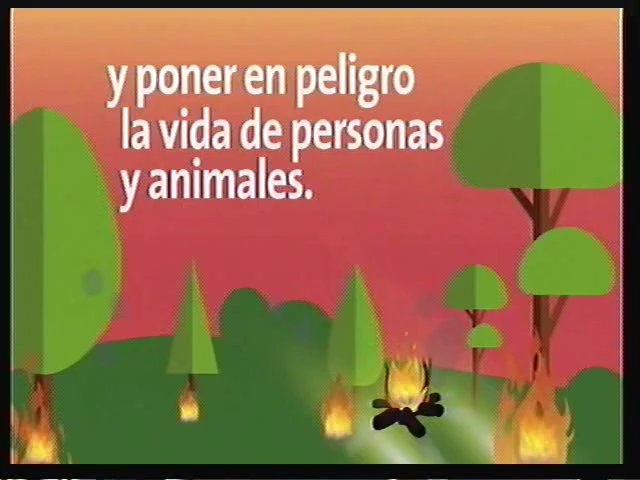 y poner en peligro
la vida de personas
y animales.